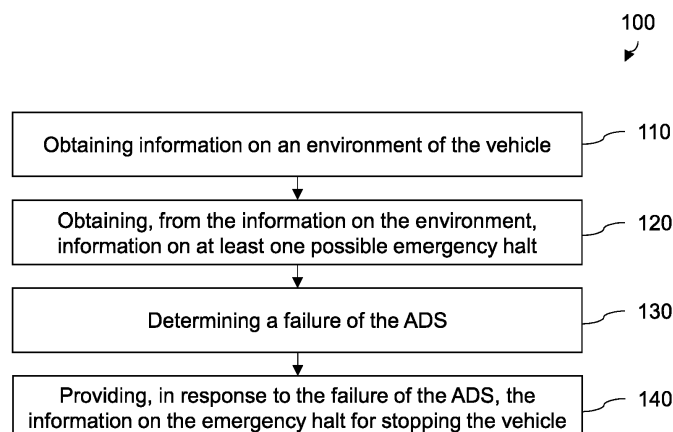 100
Obtaining information on an environment of the vehicle
110
Obtaining, from the information on the environment,
information on at least one possible emergency halt
120
Determining a failure of the ADS
130
Providing, in response to the failure of the ADS, the
information on the emergency halt for stopping the vehicle
140